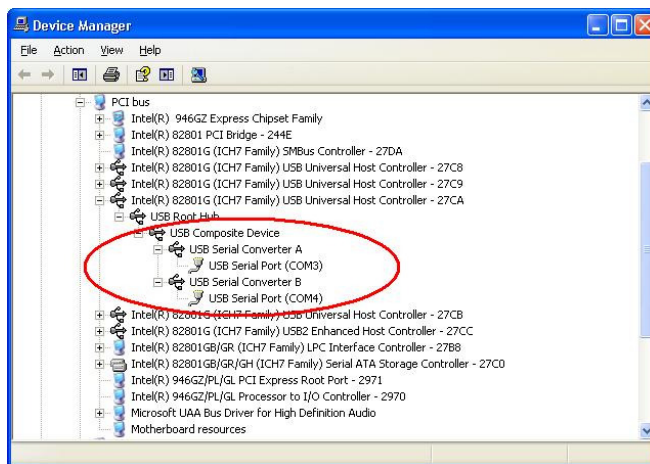 Device Manager
File Action View Help
PCI bus
Intel(R) 946GZ Express Chipset Family
Intel(R) 82801 PCI Bridge - 244E
Intel(R) 82801G (ICH7 Family) SMBus Controller - 27DA
Intel(R) 82801G (ICH7 Family) USB Universal Host Controller - 27C8
Intel(R) 82801G (ICH7 Family) USB Universal Host Controller - 27C9
Intel(R) 82801G (ICH7 Family) USB Universal Host Controller - 27CA
USB Root Hub
USB Composite Device
USB Serial Converter A
USB Serial Port (COM3)
USB Serial Converter B
USB Serial Port (COM4)
Intel(R) 82801G (ICH7 Family) USB Universal Host Controller - 27CB
Intel(R) 82801G (ICH7 Family) USB2 Enhanced Host Controller - 27CC
Intel(R) 82801GB/GR (ICH7 Family) LPC Interface Controller - 27B8
Intel(R) 82801GB/GR/GH (ICH7 Family) Serial ATA Storage Controller - 27C0
Intel(R) 946GZ/PL/GL PCI Express Root Port - 2971
Intel(R) 946GZ/PL/GL Processor to I/O Controller - 2970
Microsoft UAA Bus Driver for High Definition Audio
Motherboard resources